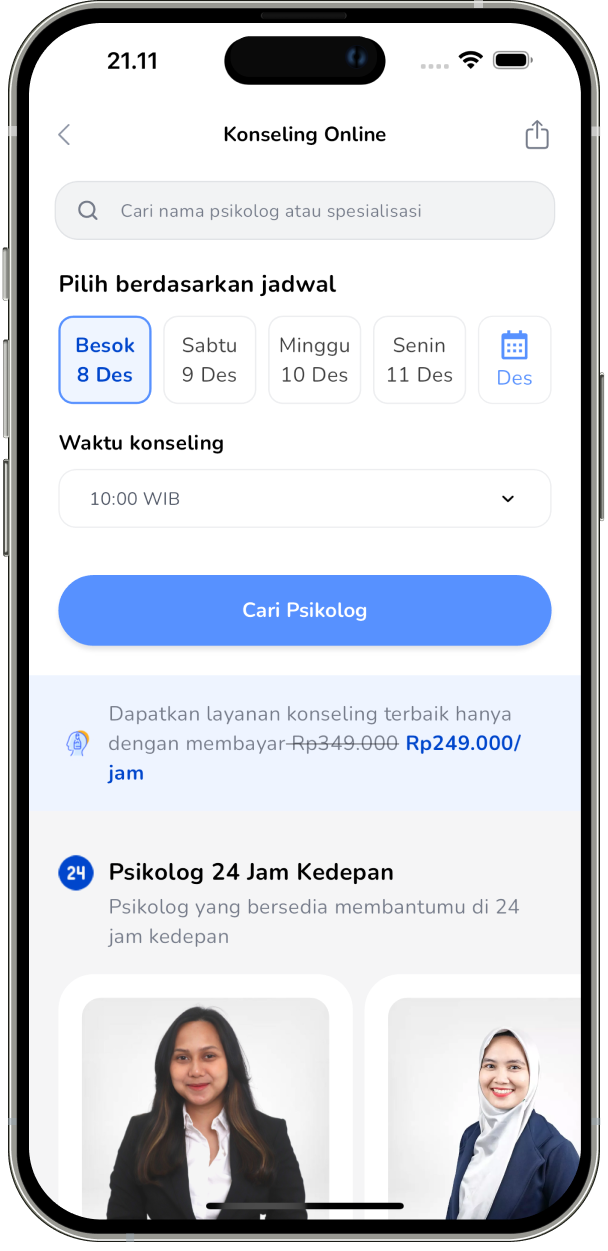 21.11
Konseling Online
Cari nama psikolog atau spesialisasi
Pilih berdasarkan jadwal
Besok Sabtu Minggu Senin
8 Des 9 Des 10 Des 11 Des Des
Waktu konseling
10:00 WIB
Cari Psikolog
Dapatkan layanan konseling terbaik hanya
dengan membayar Rp349.000 Rp249.000/
jam
24 Psikolog 24 Jam Kedepan
Psikolog yang bersedia membantumu di 24
jam kedepan